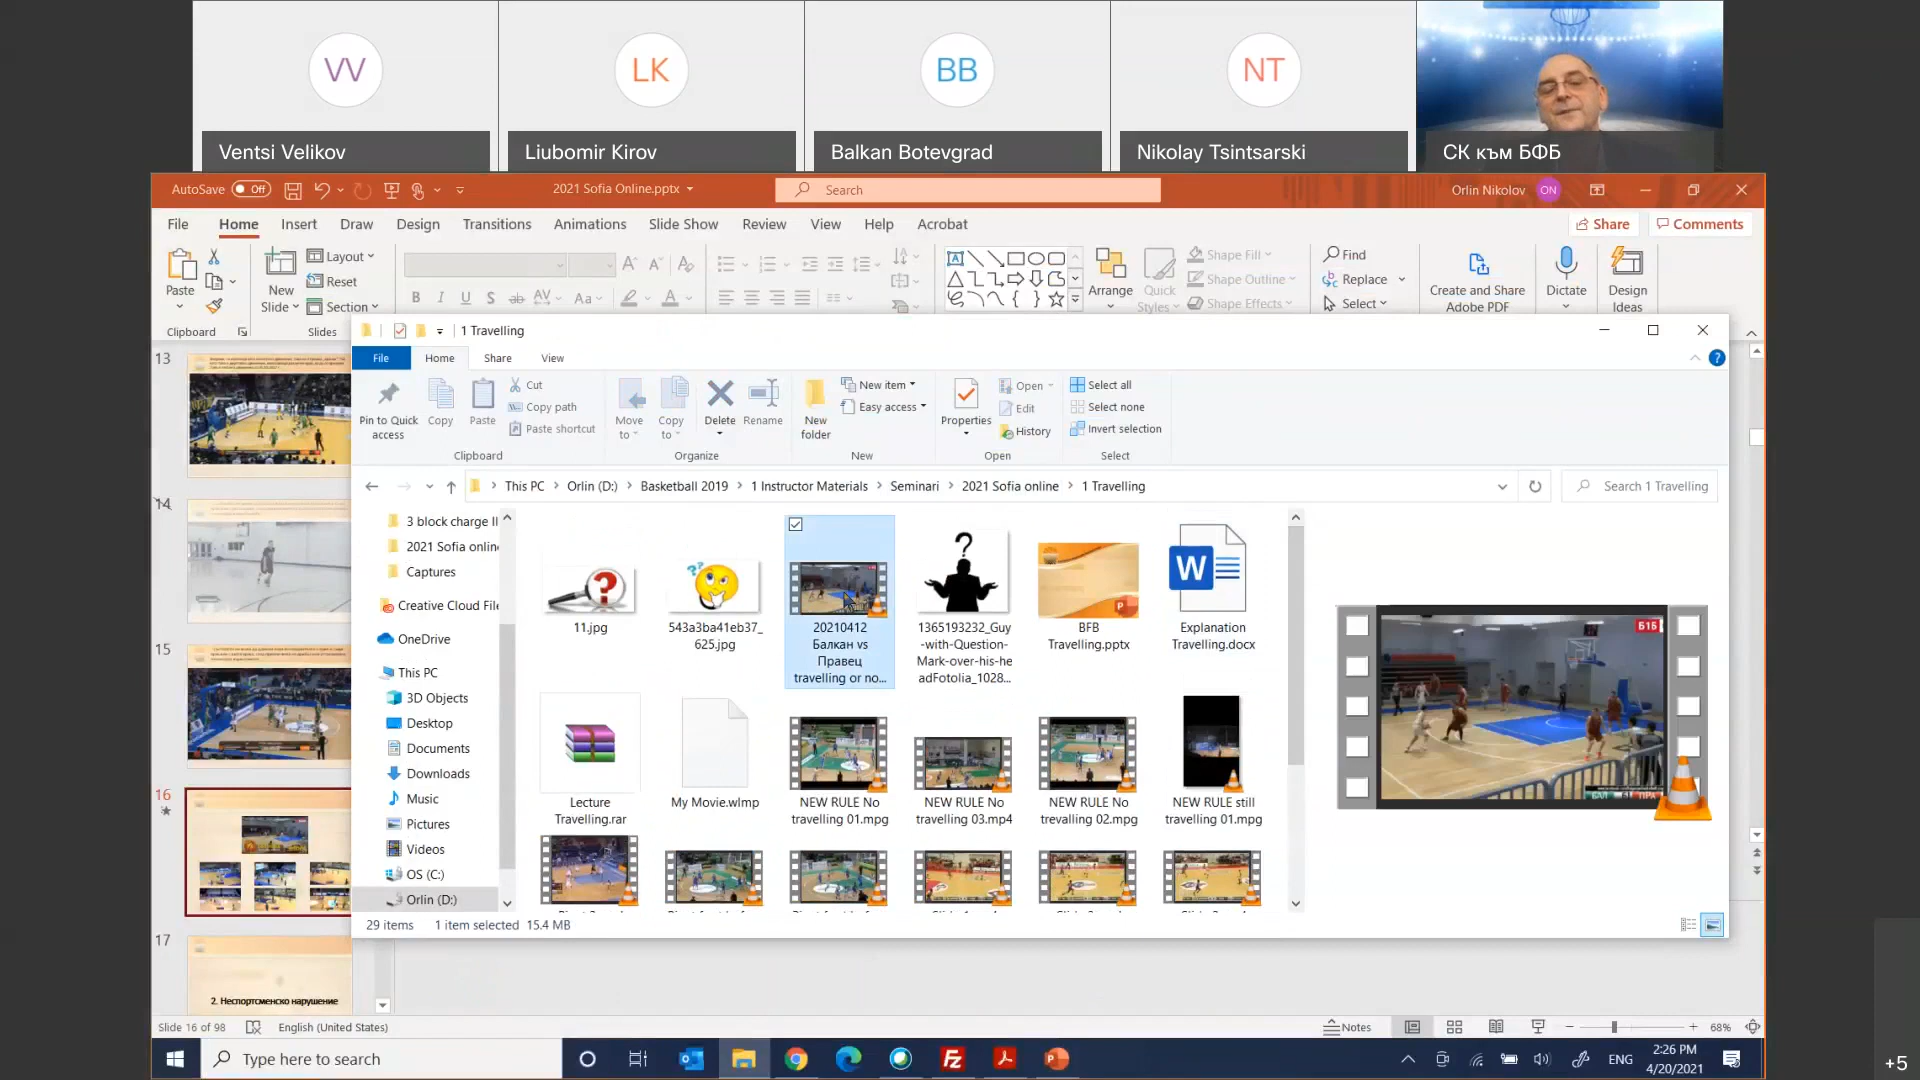 VV
LK
BB
NT
Ventsi Velikov
Liubomir Kirov
Balkan Botevgrad
Nikolay Tsintsarski
СК към БФБ
AutoSave Off
2021 Sofia Online.pptx
Search
Orlin Nikolov ON
File Home Insert Draw Design Transitions Animations Slide Show Review View Help Acrobat
Share Comments
Paste
New Slide
Layout
Reset
Section
Clipboard
Slides
Arrange
Quick Styles
Shape Fill
Shape Outline
Shape Effects
Find
Replace
Select
Create and Share Adobe PDF
Dictate
Design Ideas
1 Travelling
File Home Share View
Pin to Quick access
Copy
Paste
Cut
Copy path
Paste shortcut
Clipboard
Move to
Copy to
Delete
Rename
Organize
New folder
New item
Easy access
New
Properties
Open
Edit
History
Open
Select all
Select none
Invert selection
Select
This PC
Orlin (D:)
Basketball 2019
1 Instructor Materials
Seminari
2021 Sofia online
1 Travelling
Search 1 Travelling
3 block charge II
2021 Sofia onlin
Captures
Creative Cloud File
OneDrive
This PC
3D Objects
Desktop
Documents
Downloads
Music
Pictures
Videos
OS (C:)
Orlin (D:)
11.jpg
543a3ba41eb37_
625.jpg
20210412
Балкан vs
Правец
travelling or no...
1365193232_Guy
-with-Question-
Mark-over-his-he
adFotolia_1028...
BFB
Travelling.pptx
Explanation
Travelling.docx
Lecture
Travelling.rar
My Movie.wlmp
NEW RULE No
travelling 01.mpg
NEW RULE No
travelling 03.mp4
NEW RULE No
trevalling 02.mpg
NEW RULE still
travelling 01.mpg
29 items 1 item selected 15.4 MB
13
14
15
16
17
2. Неспортсменско нарушение
Slide 16 of 98
English (United States)
Notes
68%
Type here to search
ENG
2:26 PM
4/20/2021
+5